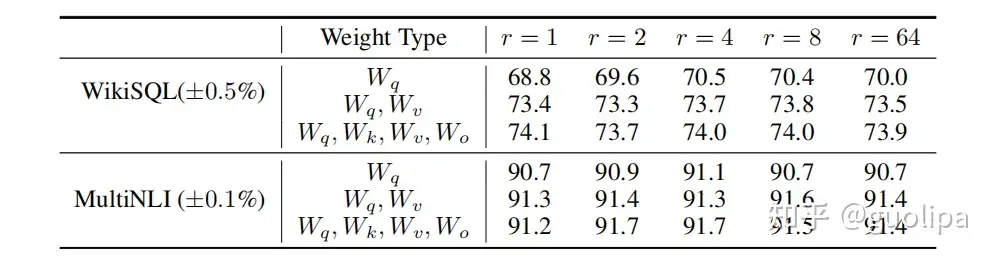 Weight Type r = 1 r = 2 r = 4 r = 8 r = 64
WikiSQL(±0.5%)
W_q 68.8 69.6 70.5 70.4 70.0
W_q, W_v 73.4 73.3 73.7 73.8 73.5
W_q, W_k, W_v, W_o 74.1 73.7 74.0 74.0 73.9
MultiNLI (±0.1%)
W_q 90.7 90.9 91.1 90.7 90.7
W_q, W_v 91.3 91.4 91.3 91.6 91.4
W_q, W_k, W_v, W_o 91.2 91.7 91.7 91.5 91.4
知乎 @guolipa